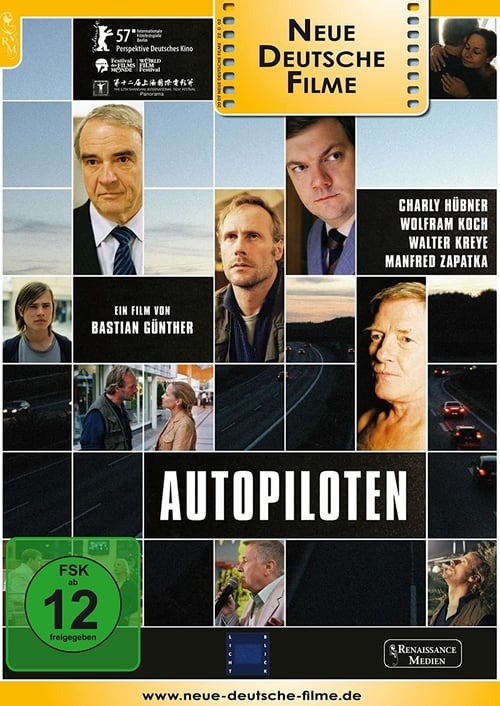 57
Internationale
Filmfestspiele
Berlin
Perspektive Deutsches Kino
Festival
des FILMS
du MONDE
WORLD
FILM
Festival
第十二届上海国际电影节
THE 12TH SHANGHAI INTERNATIONAL FILM FESTIVAL
Panorama
RM
NEUE
DEUTSCHE
FILME
CHARLY HÜBNER
WOLFRAM KOCH
WALTER KREYE
MANFRED ZAPATKA
EIN FILM VON
BASTIAN GÜNTHER
AUTOPILOTEN
FSK
ab
12
freigegeben
LICHT
BLICK
RENAISSANCE
MEDIEN
www.neue-deutsche-filme.de